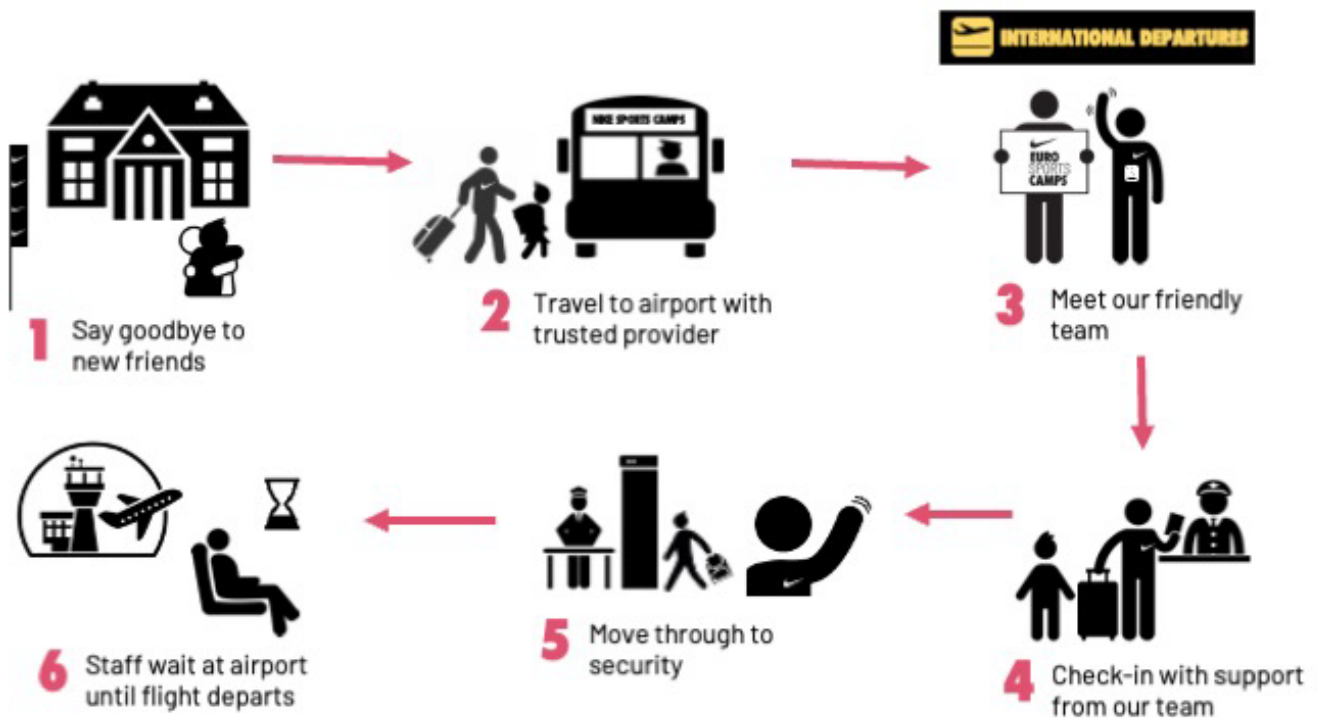 INTERNATIONAL DEPARTURES
NIKE SPORTS CAMPS
EURO
SPORTS
CAMPS
1 Say goodbye to
new friends
2 Travel to airport with
trusted provider
3 Meet our friendly
team
4 Check-in with support
from our team
5 Move through to
security
6 Staff wait at airport
until flight departs